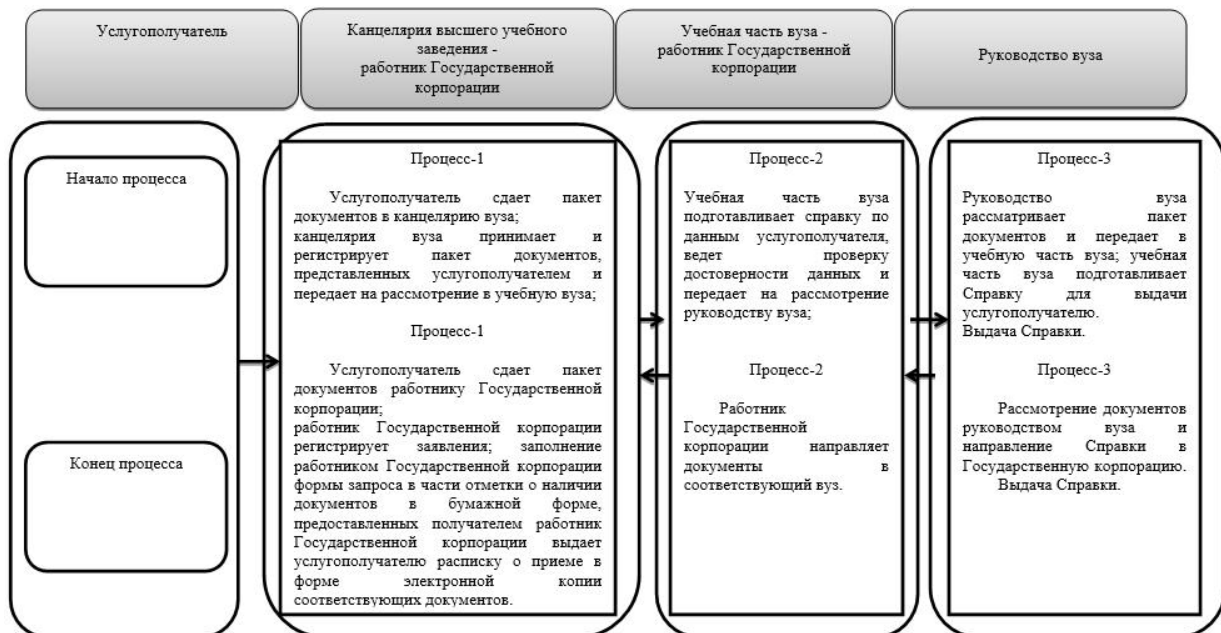 Услугополучатель
Канцелярия высшего учебного
заведения -
работник Государственной
корпорации
Учебная часть вуза -
работник Государственной
корпорации
Руководство вуза
Начало процесса
Конец процесса
Процесс-1
Услугополучатель сдает пакет
документов в канцелярию вуза;
канцелярия вуза принимает и
регистрирует пакет документов,
представленных услугополучателем и
передает на рассмотрение в учебную вуза;
Процесс-1
Услугополучатель сдает пакет
документов работнику Государственной
корпорации;
работник Государственной корпорации
регистрирует заявления; заполнение
работником Государственной корпорации
формы запроса в части отметки о наличии
документов в бумажной форме,
предоставленных получателем работник
Государственной корпорации выдает
услугополучателю расписку о приеме в
форме электронной копии
соответствующих документов.
Процесс-2
Учебная часть вуза
подготавливает справку по
данным услугополучателя,
ведет проверку
достоверности данных и
передает на рассмотрение
руководству вуза;
Процесс-2
Работник
Государственной
корпорации направляет
документы в
соответствующий вуз.
Процесс-3
Руководство вуза
рассматривает пакет
документов и передает в
учебную часть вуза; учебная
часть вуза подготавливает
Справку для выдачи
услугополучателю.
Выдача Справки.
Процесс-3
Рассмотрение документов
руководством вуза и
направление Справки в
Государственную корпорацию.
Выдача Справки.